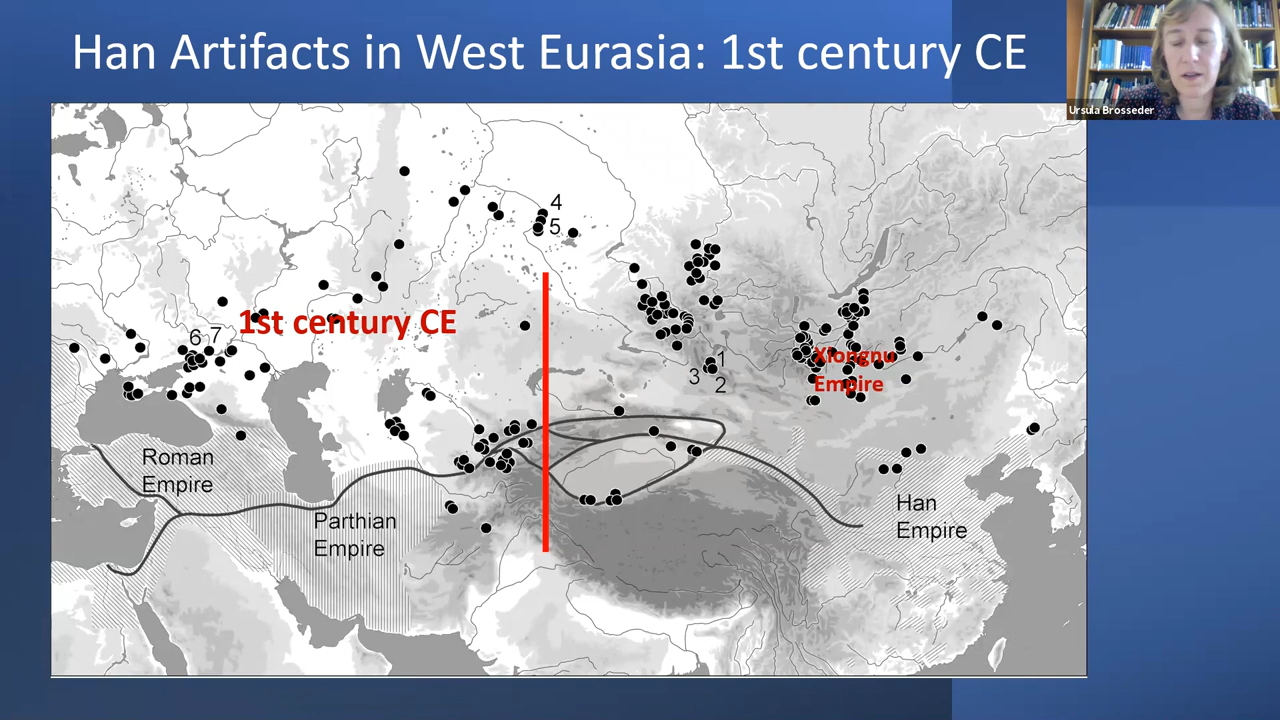 Han Artifacts in West Eurasia: 1st century CE
Ursula Brosseder
4
5
1st century CE
6 7
Xiongnu
Empire
1
3
2
Roman
Empire
Parthian
Empire
Han
Empire